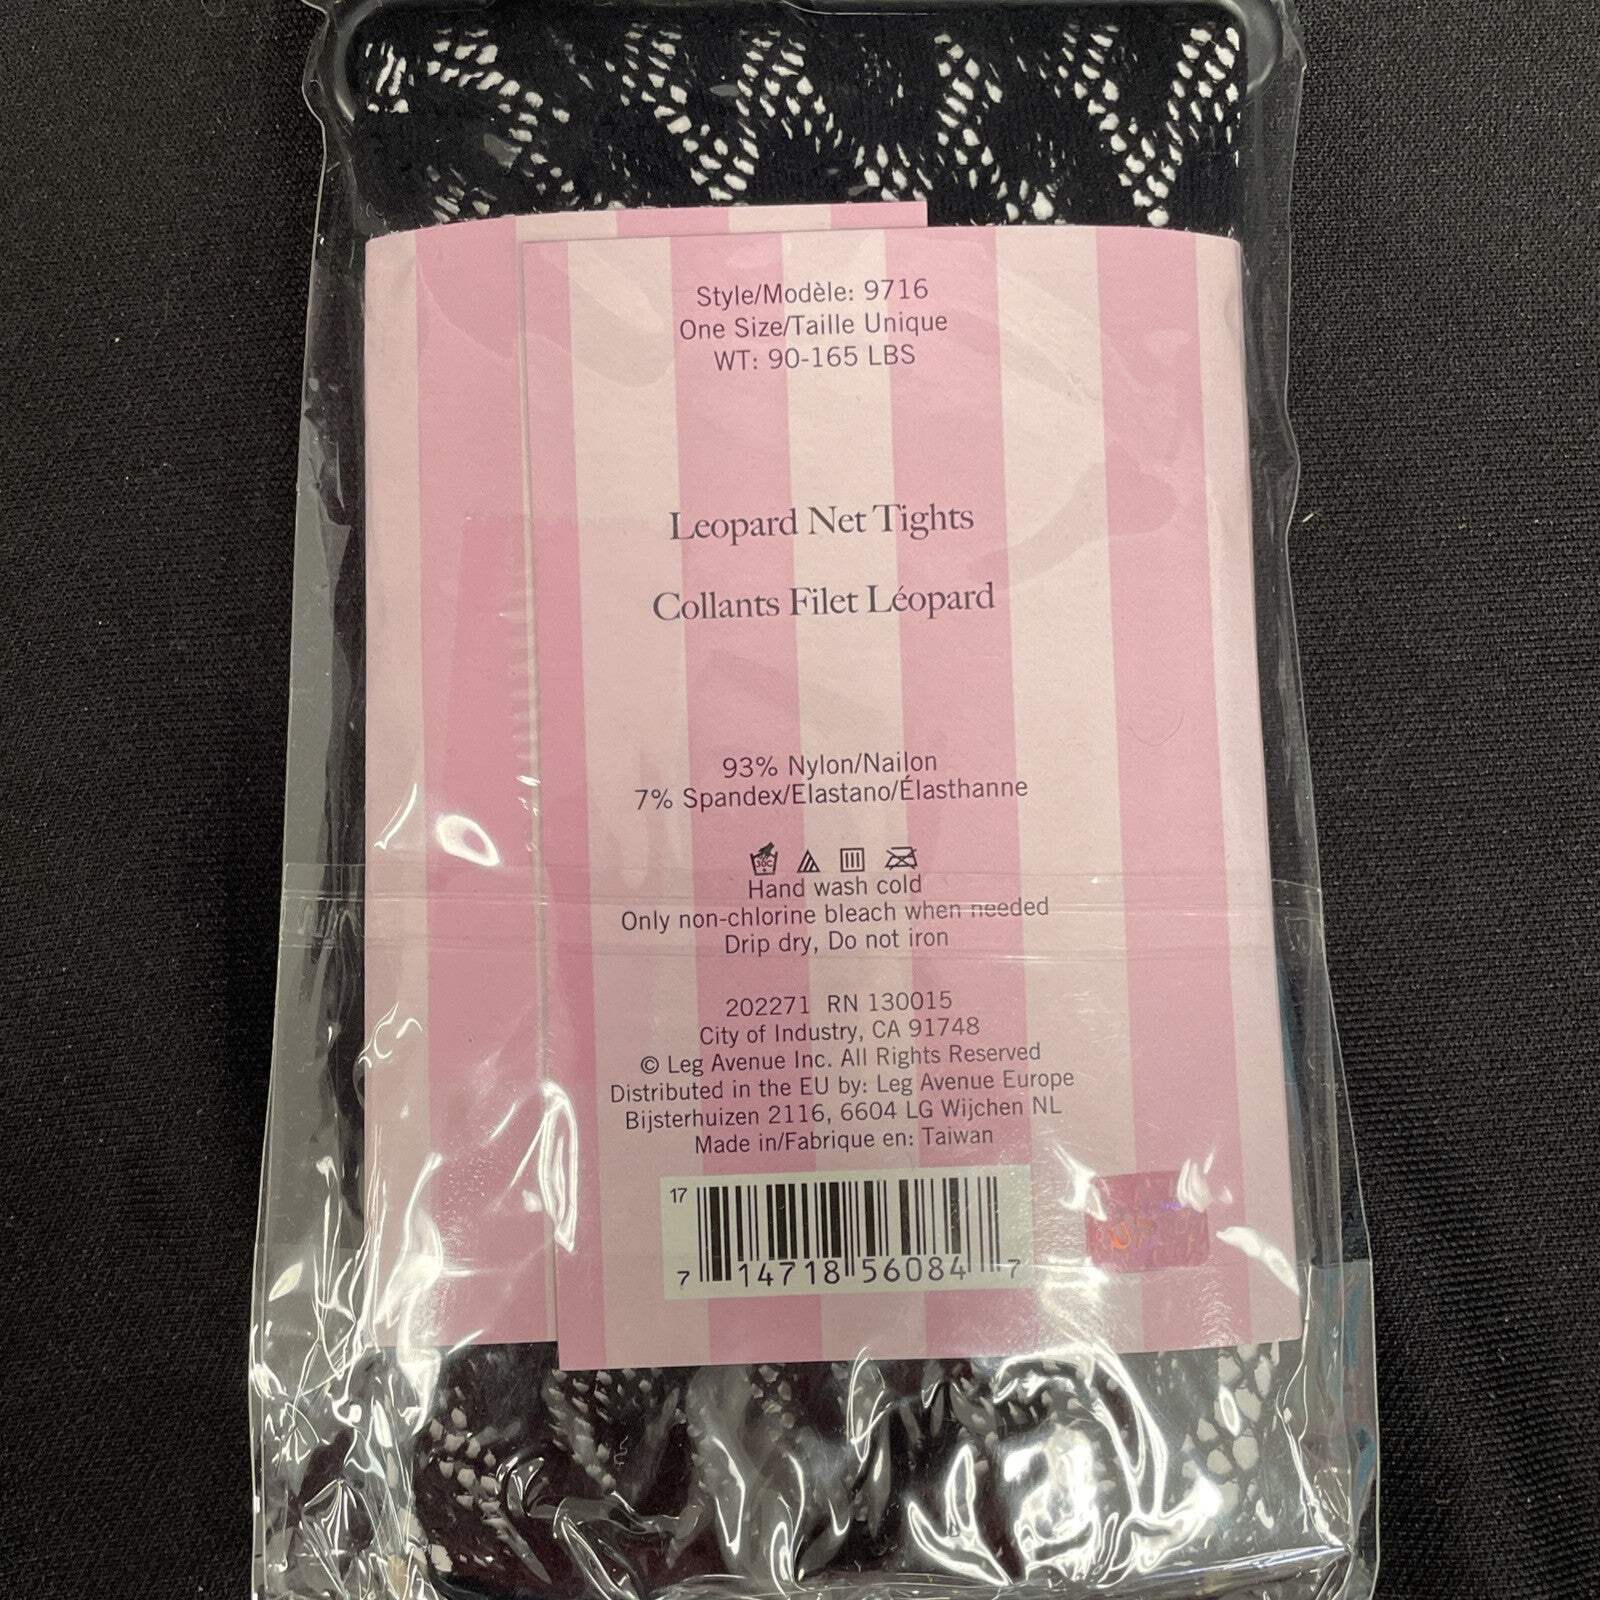 Style/Modèle: 9716
One Size/Taille Unique
WT: 90-165 LBS
Leopard Net Tights
Collants Filet Léopard
93% Nylon/Nailon
7% Spandex/Elastano/Élasthanne
30C
Hand wash cold
Only non-chlorine bleach when needed
Drip dry, Do not iron
202271 RN 130015
City of Industry, CA 91748
© Leg Avenue Inc. All Rights Reserved
Distributed in the EU by: Leg Avenue Europe
Bijsterhuizen 2116, 6604 LG Wijchen NL
Made in/Fabrique en: Taiwan
17
7 14718 56084 7